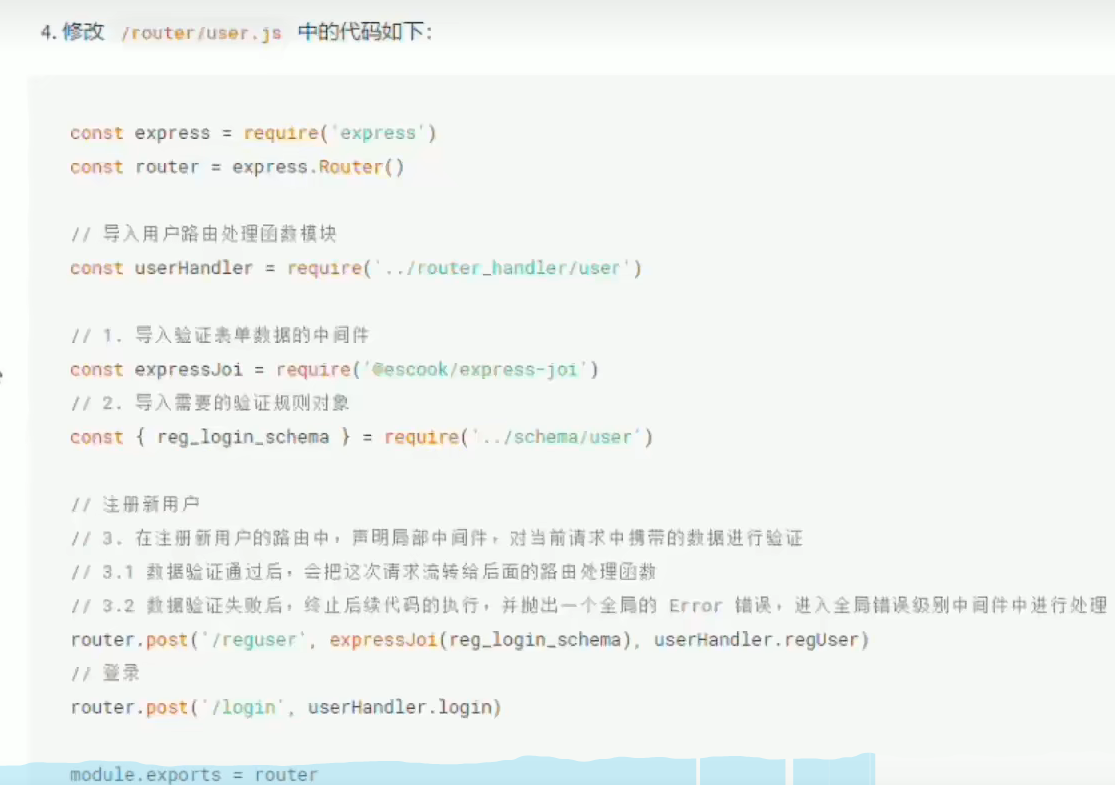 4. 修改 /router/user.js 中的代码如下:
const express = require('express')
const router = express.Router()
// 导入用户路由处理函数模块
const userHandler = require('../router_handler/user')
// 1. 导入验证表单数据的中间件
const expressJoi = require('@escook/express-joi')
// 2. 导入需要的验证规则对象
const { reg_login_schema } = require('../schema/user')
// 注册新用户
// 3. 在注册新用户的路由中，声明局部中间件，对当前请求中携带的数据进行验证
// 3.1 数据验证通过后，会把这次请求流转给后面的路由处理函数
// 3.2 数据验证失败后，终止后续代码的执行，并抛出一个全局的 Error 错误，进入全局错误级别中间件中进行处理
router.post('/reguser', expressJoi(reg_login_schema), userHandler.regUser)
// 登录
router.post('/login', userHandler.login)
module.exports = router